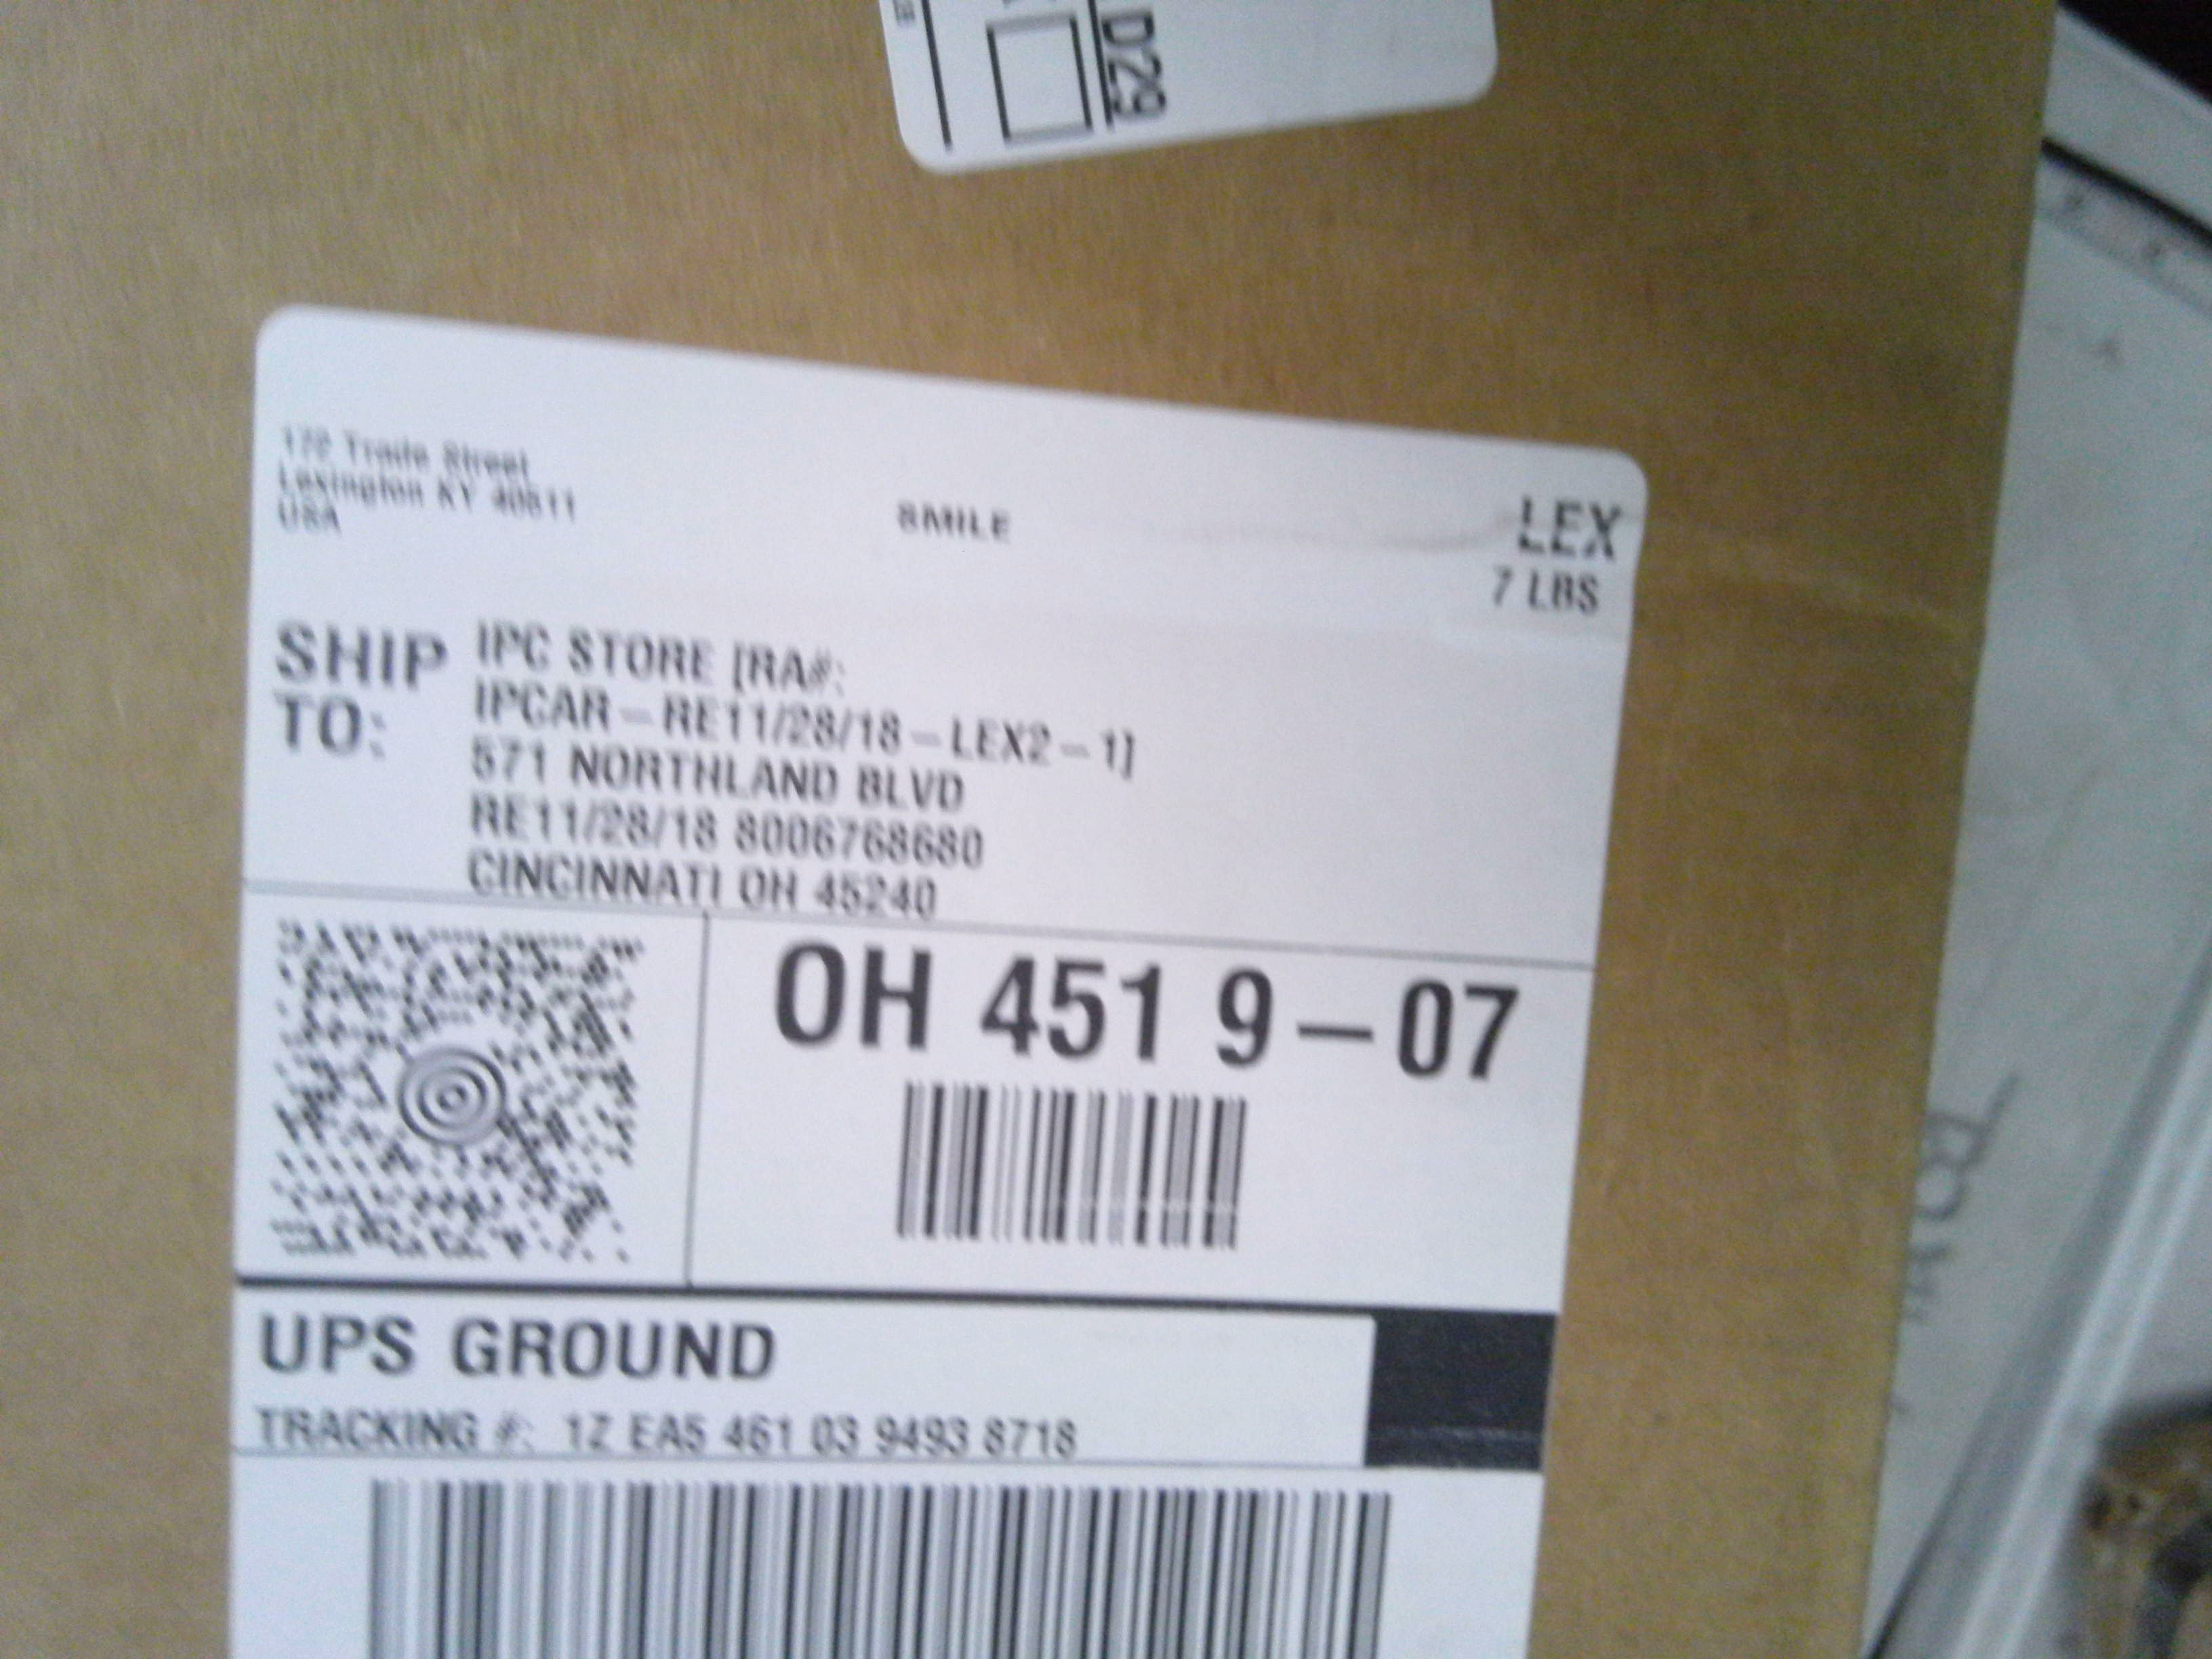 D29
172 Trade Street
Lexington KY 40511
USA
SMILE
LEX
7 LBS
SHIP TO:
IPC STORE [RA#:
IPCAR-RE11/28/18-LEX2-1]
571 NORTHLAND BLVD
RE11/28/18 8006768680
CINCINNATI OH 45240
OH 451 9-07
UPS GROUND
TRACKING #: 1Z EA5 461 03 9493 8718